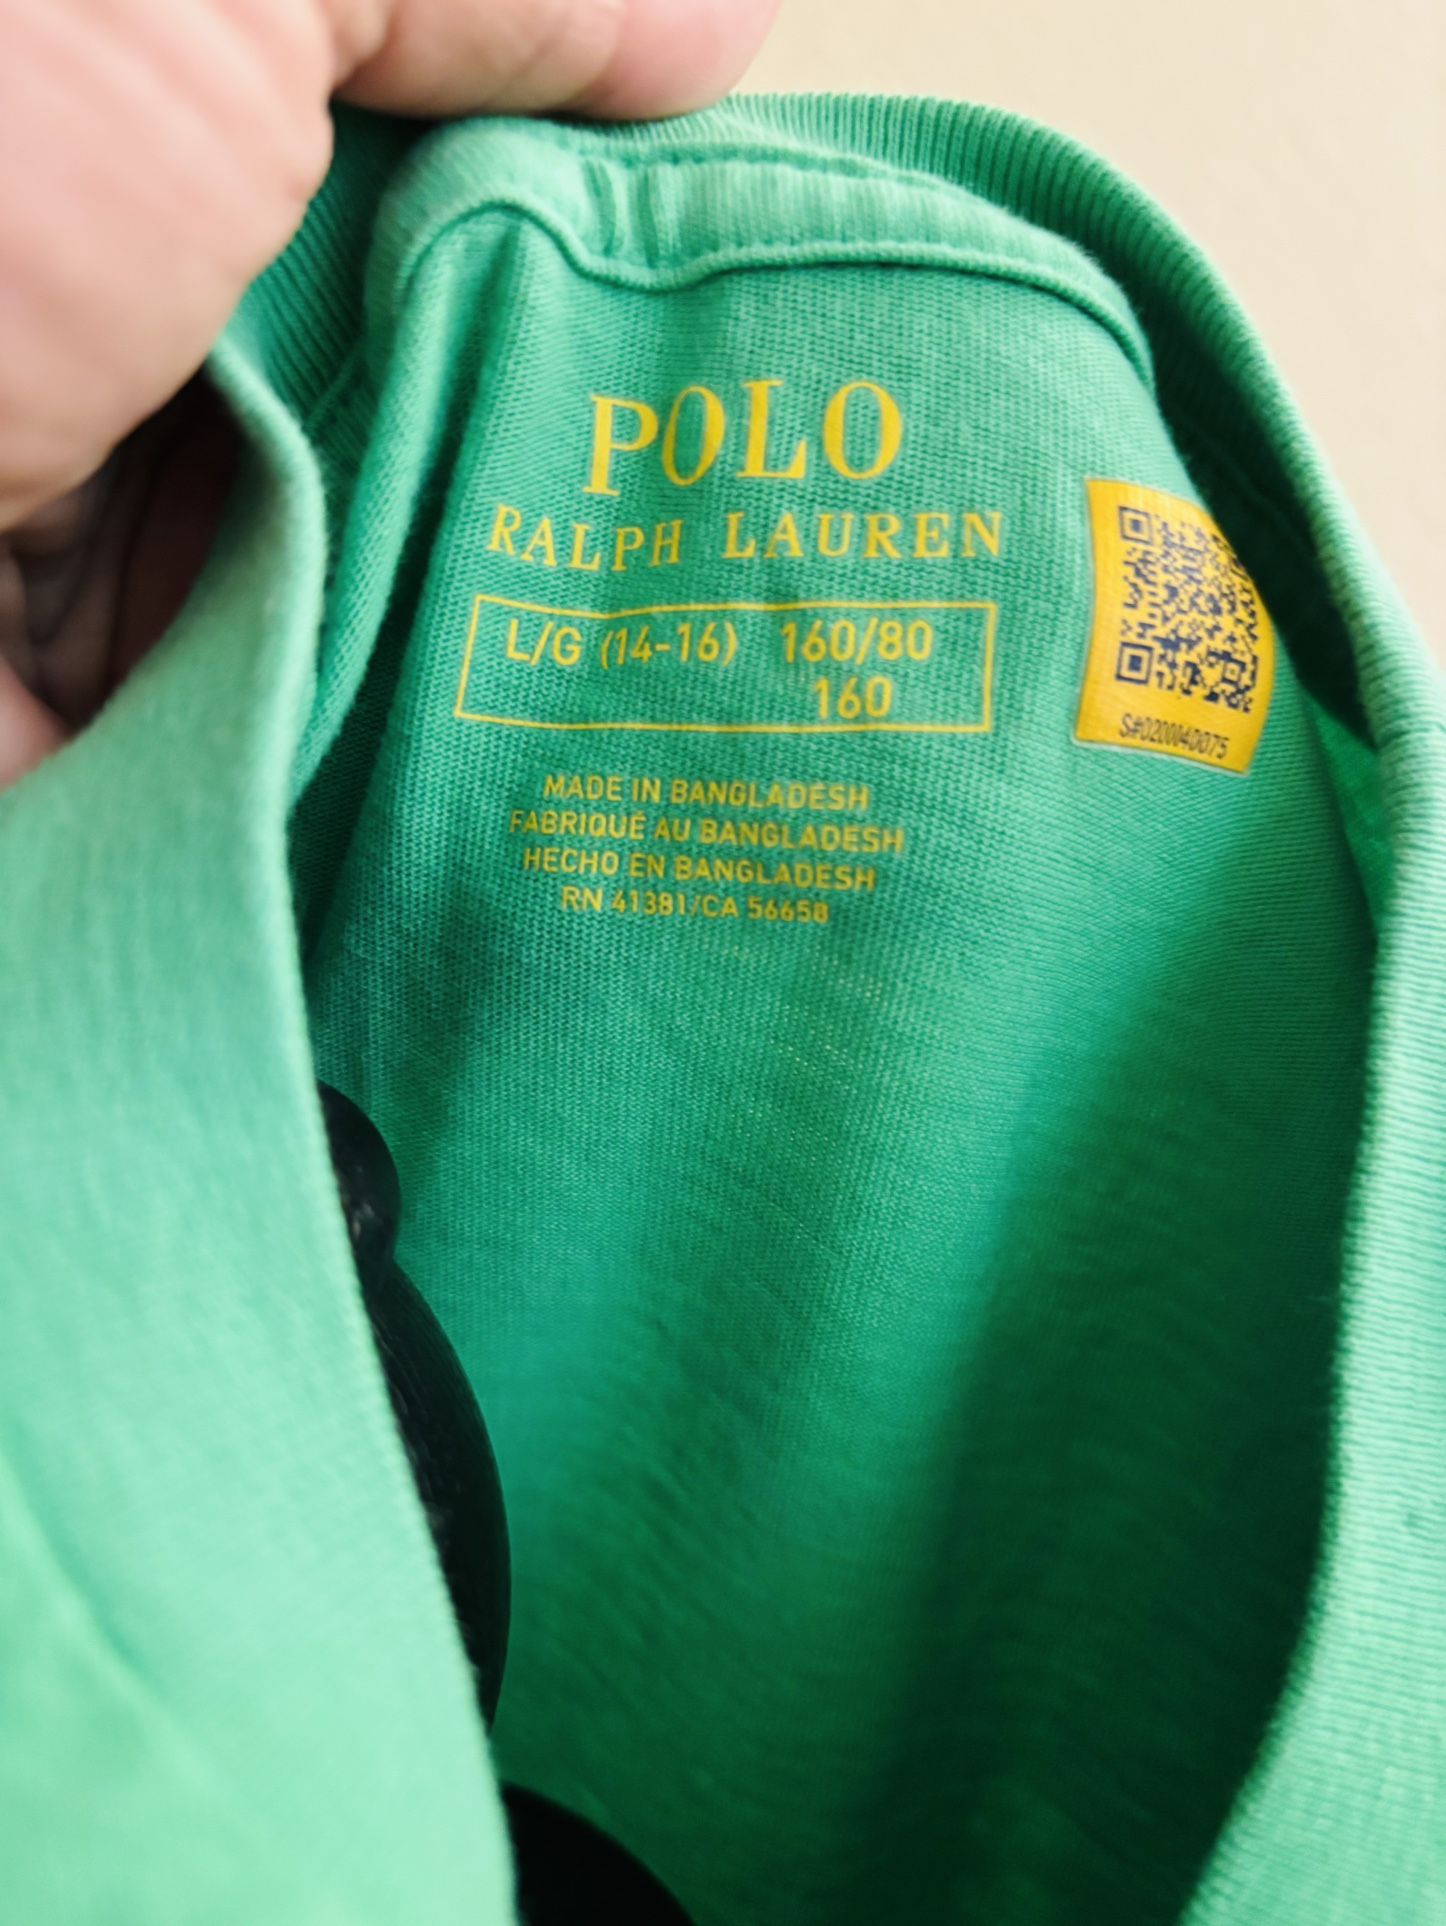 POLO
RALPH LAUREN
L/G (14-16) 160/80
160
MADE IN BANGLADESH
FABRIQUÉ AU BANGLADESH
HECHO EN BANGLADESH
RN 41381/CA 56658
S#0200040075